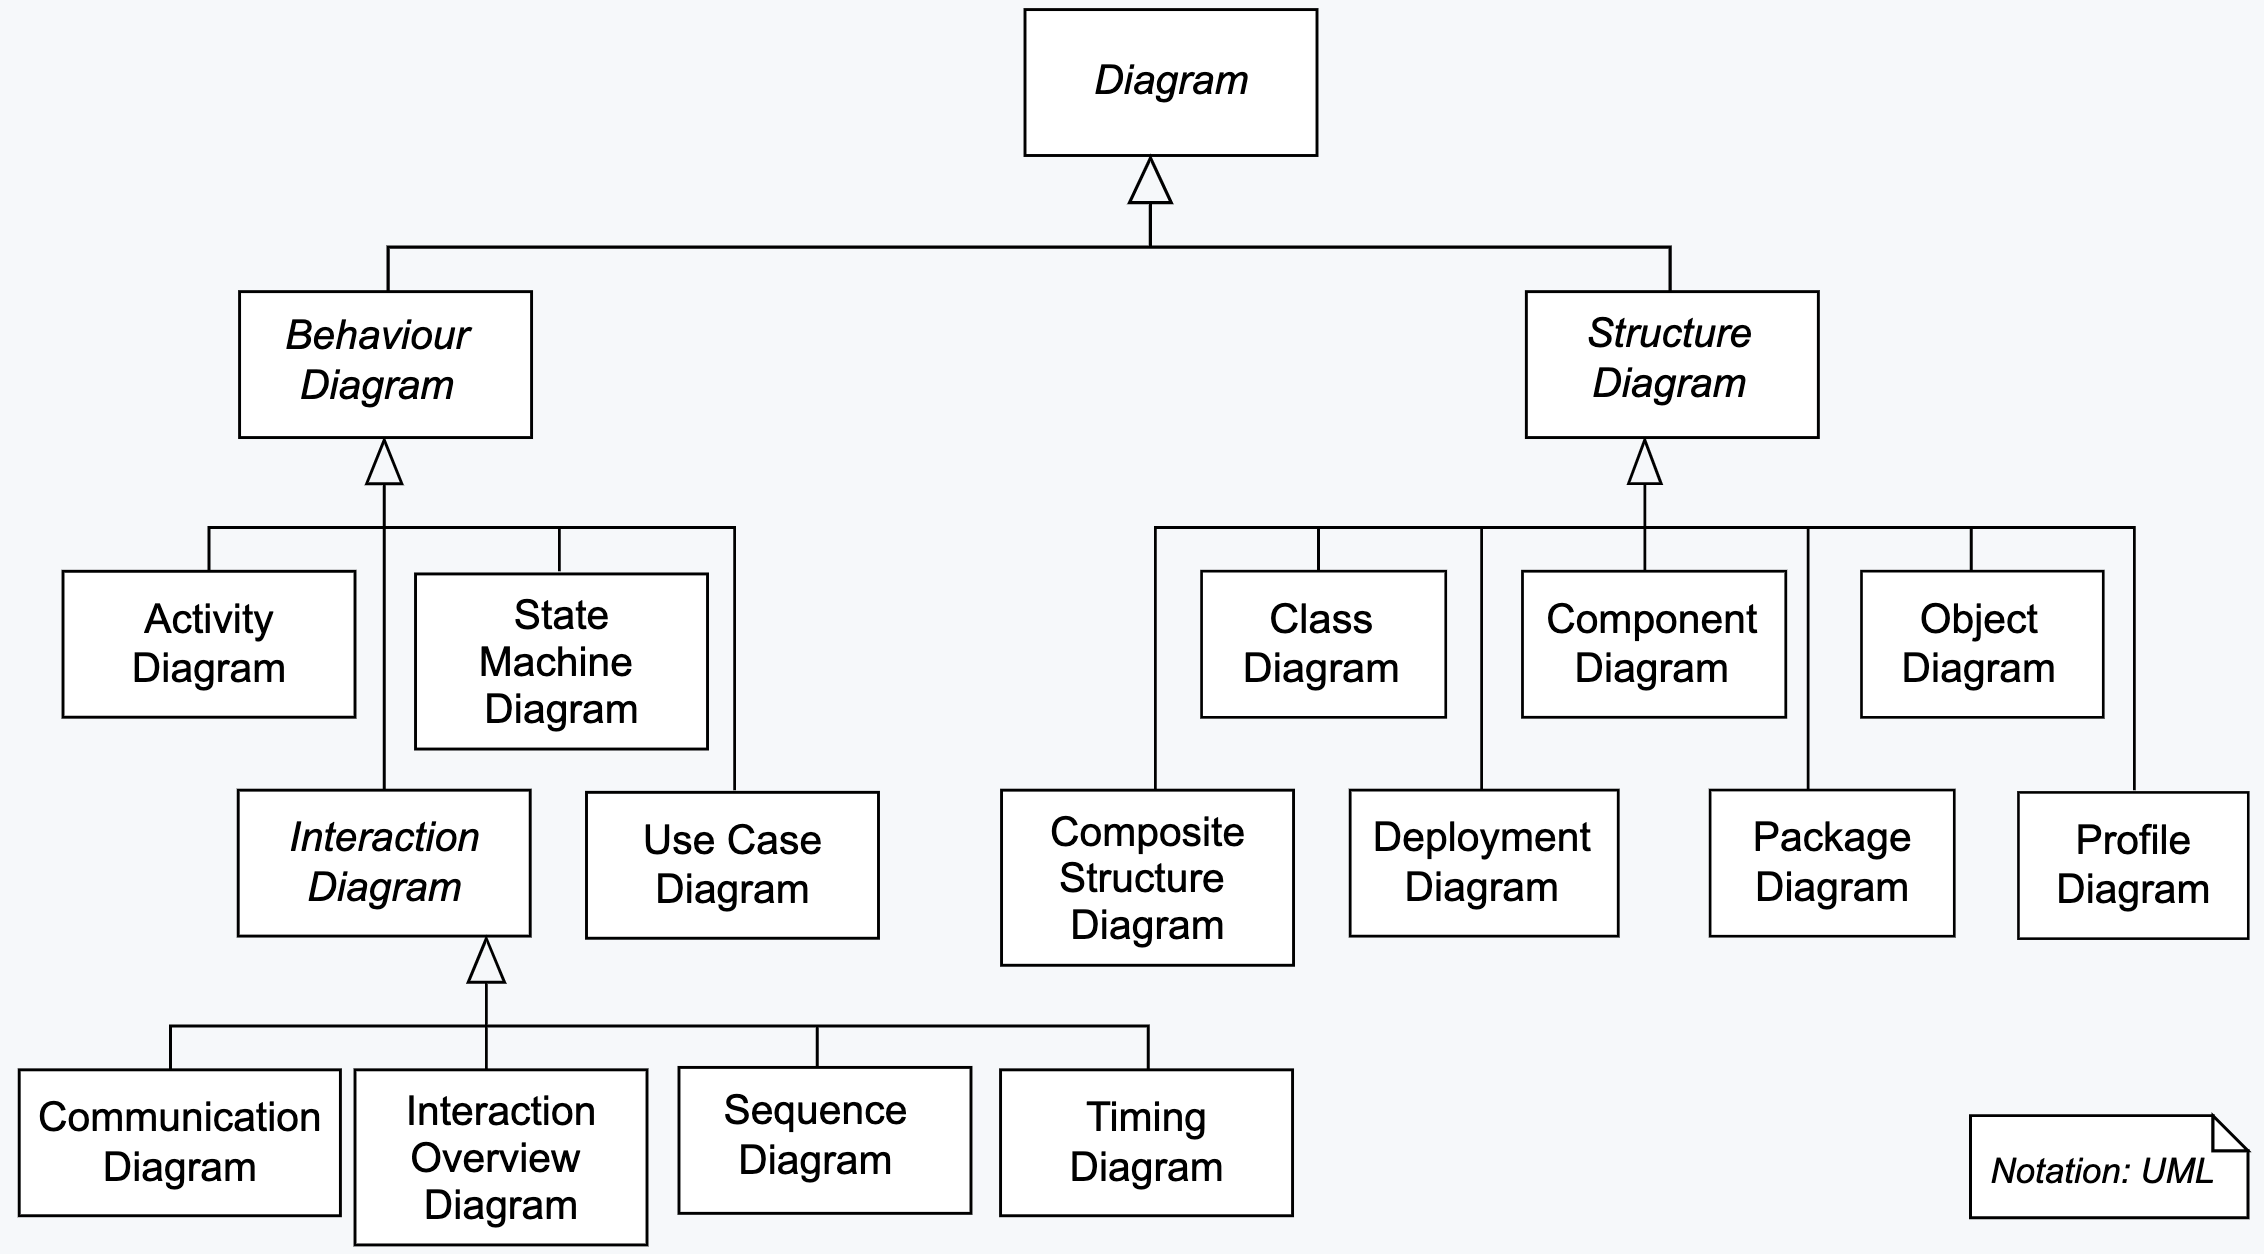 Diagram
Behaviour
Diagram
Structure
Diagram
Activity
Diagram
State
Machine
Diagram
Class
Diagram
Component
Diagram
Object
Diagram
Interaction
Diagram
Use Case
Diagram
Composite
Structure
Diagram
Deployment
Diagram
Package
Diagram
Profile
Diagram
Communication
Diagram
Interaction
Overview
Diagram
Sequence
Diagram
Timing
Diagram
Notation: UML